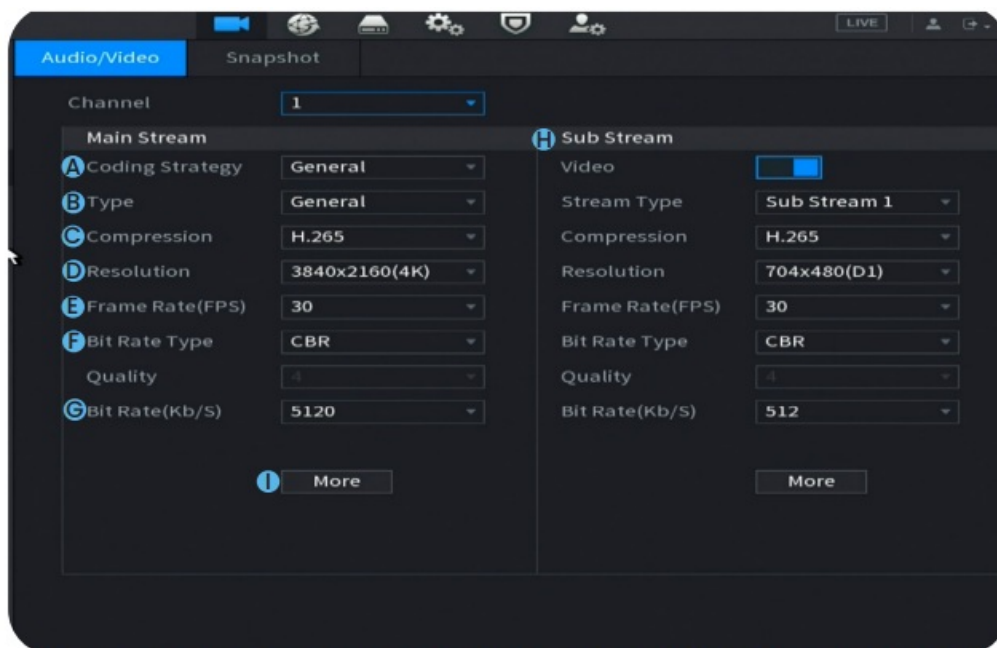 LIVE
Audio/Video Snapshot
Channel 1
Main Stream H Sub Stream
A Coding Strategy General Video
B Type General Stream Type Sub Stream 1
C Compression H.265 Compression H.265
D Resolution 3840x2160(4K) Resolution 704x480(D1)
E Frame Rate(FPS) 30 Frame Rate(FPS) 30
F Bit Rate Type CBR Bit Rate Type CBR
Quality 4 Quality 4
G Bit Rate(Kb/S) 5120 Bit Rate(Kb/S) 512
I More More